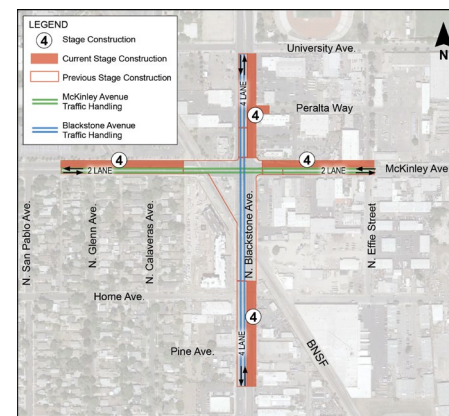 LEGEND
4 Stage Construction
Current Stage Construction
Previous Stage Construction
McKinley Avenue
Traffic Handling
Blackstone Avenue
Traffic Handling
University Ave.
N
4 LANE
4
Peralta Way
4
4
2 LANE
2 LANE
McKinley Ave.
N. San Pablo Ave.
N. Glenn Ave.
N. Calaveras Ave.
N. Blackstone Ave.
N. Effie Street
Home Ave.
4
Pine Ave.
4 LANE
BNSF